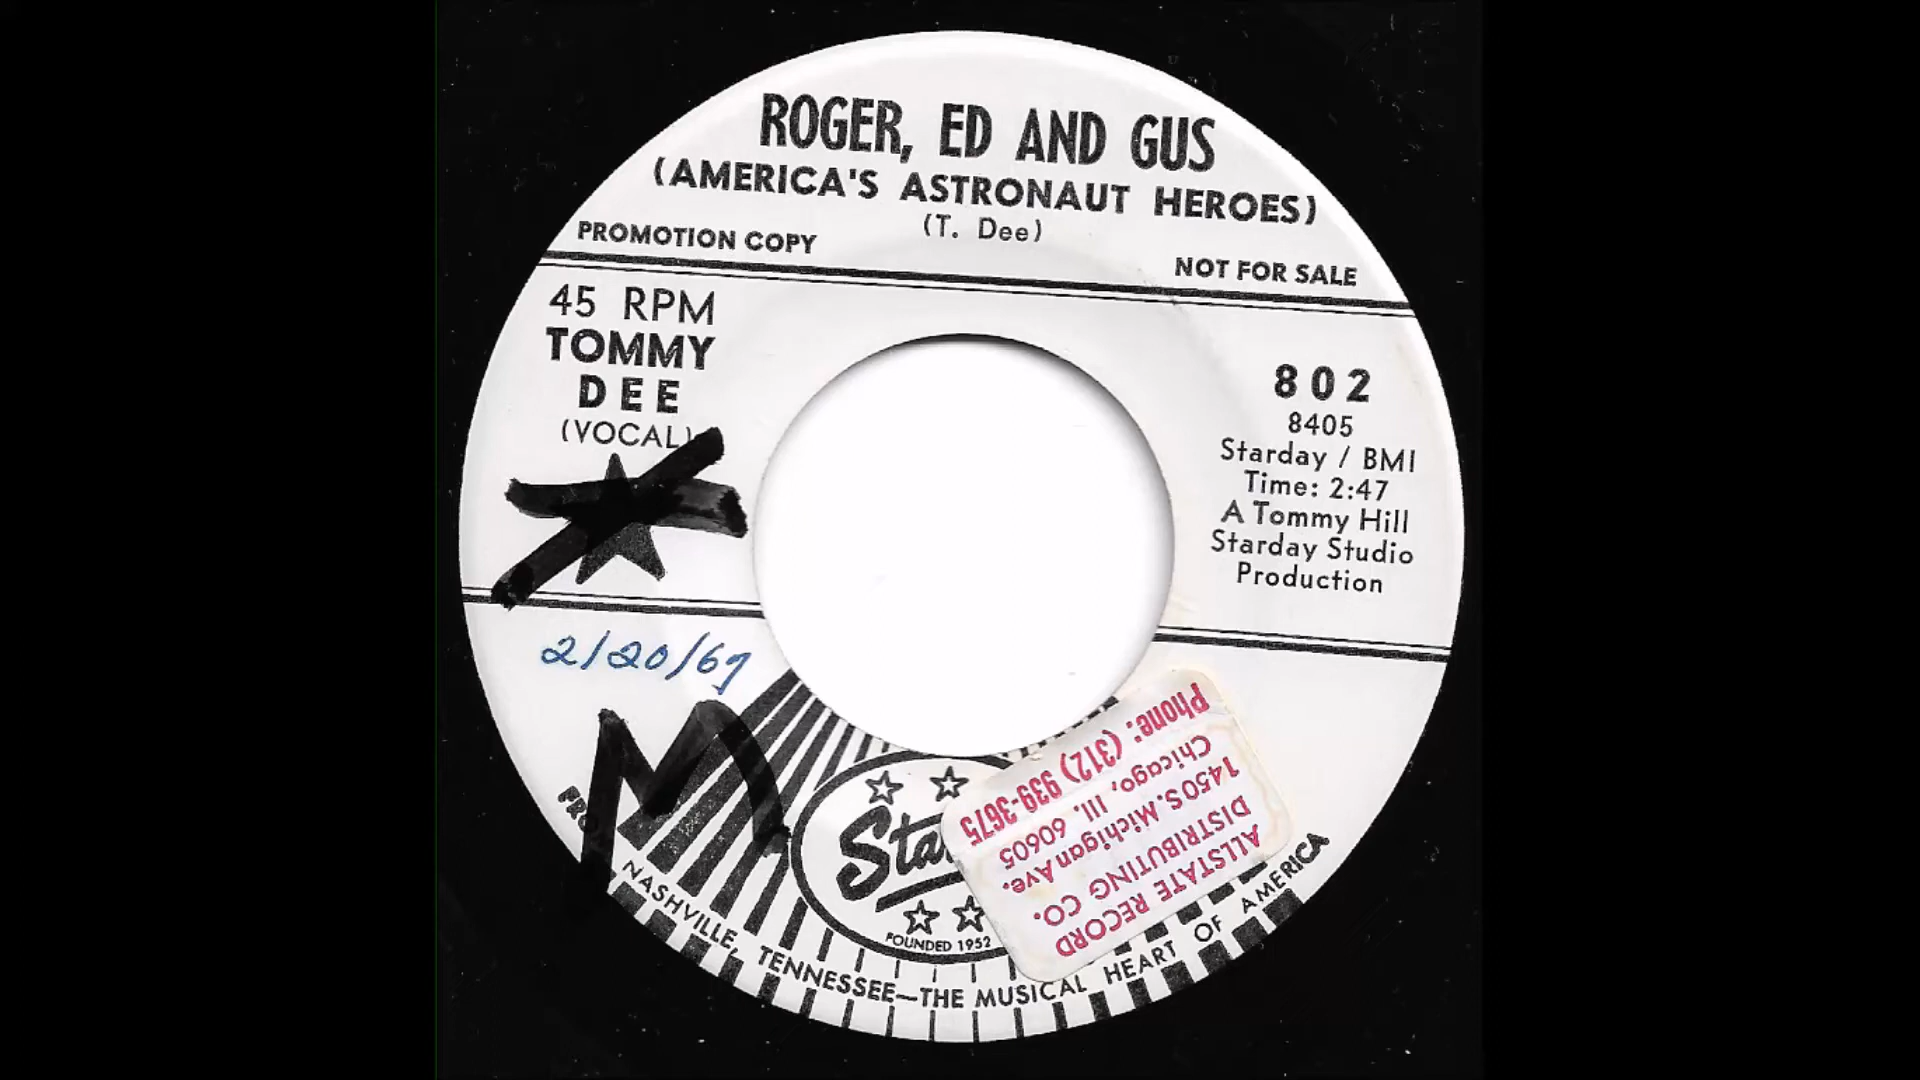 ROGER, ED AND GUS
(AMERICA'S ASTRONAUT HEROES)
(T. Dee)
PROMOTION COPY
NOT FOR SALE
45 RPM
TOMMY
DEE
(VOCAL)
802
8405
Starday / BMI
Time: 2:47
A Tommy Hill
Starday Studio
Production
2/20/67
M
Sta
FOUNDED 1952
NASHVILLE, TENNESSEE—THE MUSICAL HEART OF AMERICA
ALLSTATE RECORD
DISTRIBUTING CO.
1450 S. Michigan Ave.
Chicago, Ill. 60605
Phone: (312) 939-3675